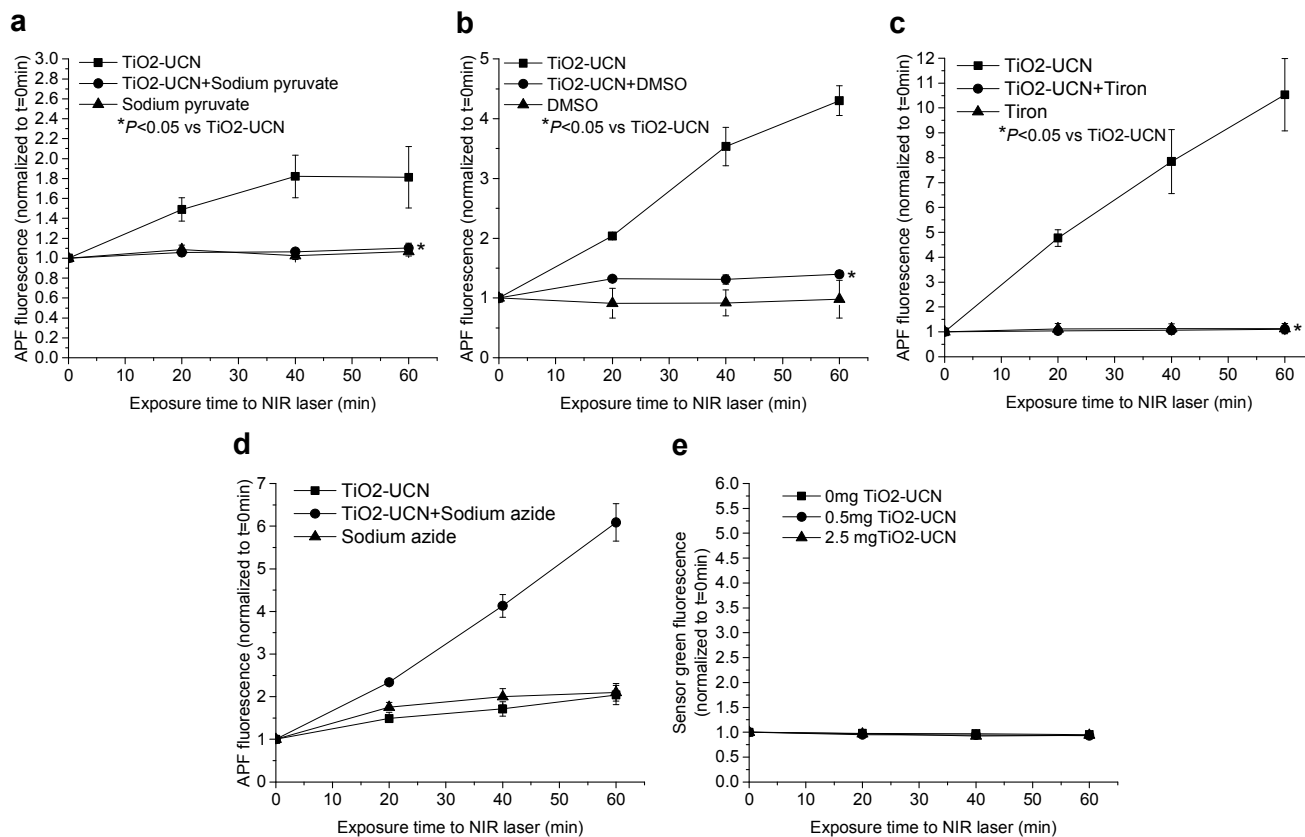 a
APF fluorescence (normalized to t=0min)
3.0
2.8
2.6
2.4
2.2
2.0
1.8
1.6
1.4
1.2
1.0
0.8
0.6
0.4
0.2
0.0
TiO2-UCN
TiO2-UCN+Sodium pyruvate
Sodium pyruvate
*P<0.05 vs TiO2-UCN
*
0 10 20 30 40 50 60
Exposure time to NIR laser (min)
b
APF fluorescence (normalized to t=0min)
5
4
3
2
1
0
TiO2-UCN
TiO2-UCN+DMSO
DMSO
*P<0.05 vs TiO2-UCN
*
0 10 20 30 40 50 60
Exposure time to NIR laser (min)
c
APF fluorescence (normalized to t=0min)
12
11
10
9
8
7
6
5
4
3
2
1
0
TiO2-UCN
TiO2-UCN+Tiron
Tiron
*P<0.05 vs TiO2-UCN
*
0 10 20 30 40 50 60
Exposure time to NIR laser (min)
d
APF fluorescence (normalized to t=0min)
7
6
5
4
3
2
1
0
TiO2-UCN
TiO2-UCN+Sodium azide
Sodium azide
0 10 20 30 40 50 60
Exposure time to NIR laser (min)
e
Sensor green fluorescence
(normalized to t=0min)
6.0
5.5
5.0
4.5
4.0
3.5
3.0
2.5
2.0
1.5
1.0
0.5
0.0
0mg TiO2-UCN
0.5mg TiO2-UCN
2.5 mgTiO2-UCN
0 10 20 30 40 50 60
Exposure time to NIR laser (min)